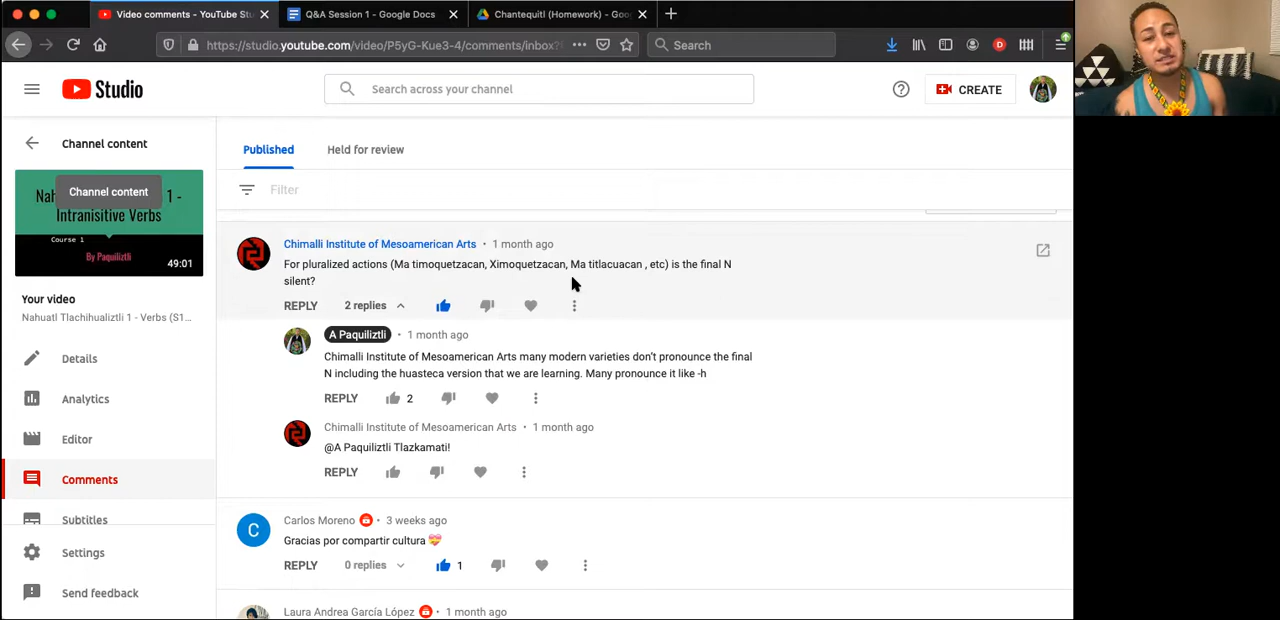 Video comments - YouTube St
Q&A Session 1 - Google Docs
Chantequitl (Homework) - Goo
https://studio.youtube.com/video/P5yG-Kue3-4/comments/inbox?
Search
Studio
Search across your channel
CREATE
Channel content
Published
Held for review
Filter
Nah
1 -
Channel content
Intranisitive Verbs
Course 1
By Paquiliztli
49:01
Your video
Nahuatl Tlachihualiztli 1 - Verbs (S1...
Details
Analytics
Editor
Comments
Subtitles
Settings
Send feedback
Chimalli Institute of Mesoamerican Arts • 1 month ago
For pluralized actions (Ma timoquetzacan, Ximoquetzacan, Ma titlacuacan , etc) is the final N
silent?
REPLY 2 replies
A Paquiliztli • 1 month ago
Chimalli Institute of Mesoamerican Arts many modern varieties don't pronounce the final
N including the huasteca version that we are learning. Many pronounce it like -h
REPLY 2
Chimalli Institute of Mesoamerican Arts • 1 month ago
@A Paquiliztli Tlazkamati!
REPLY
C
Carlos Moreno • 3 weeks ago
Gracias por compartir cultura 💝
REPLY 0 replies 1
Laura Andrea García López • 1 month ago